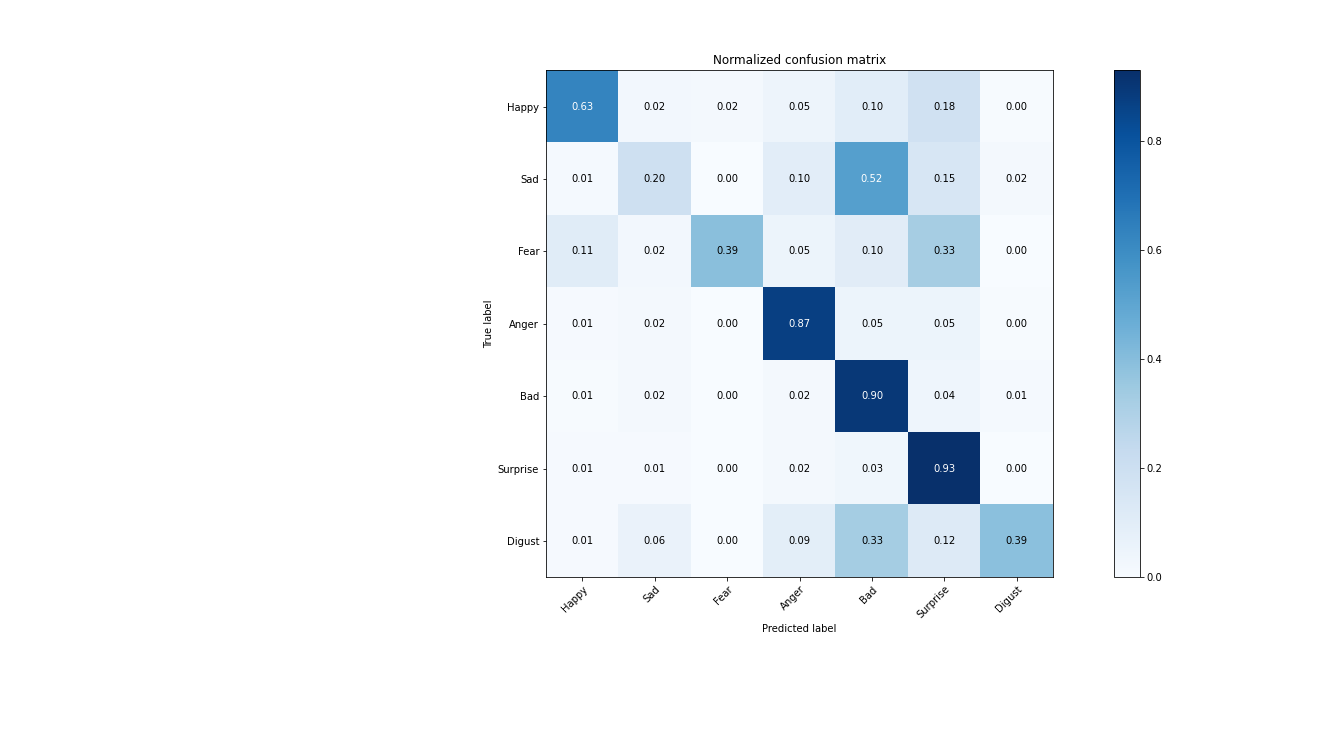 Normalized confusion matrix
Happy 0.63 0.02 0.02 0.05 0.10 0.18 0.00
Sad 0.01 0.20 0.00 0.10 0.52 0.15 0.02
Fear 0.11 0.02 0.39 0.05 0.10 0.33 0.00
Anger 0.01 0.02 0.00 0.87 0.05 0.05 0.00
Bad 0.01 0.02 0.00 0.02 0.90 0.04 0.01
Surprise 0.01 0.01 0.00 0.02 0.03 0.93 0.00
Digust 0.01 0.06 0.00 0.09 0.33 0.12 0.39
True label
Happy Sad Fear Anger Bad Surprise Digust
Predicted label
0.8
0.6
0.4
0.2
0.0